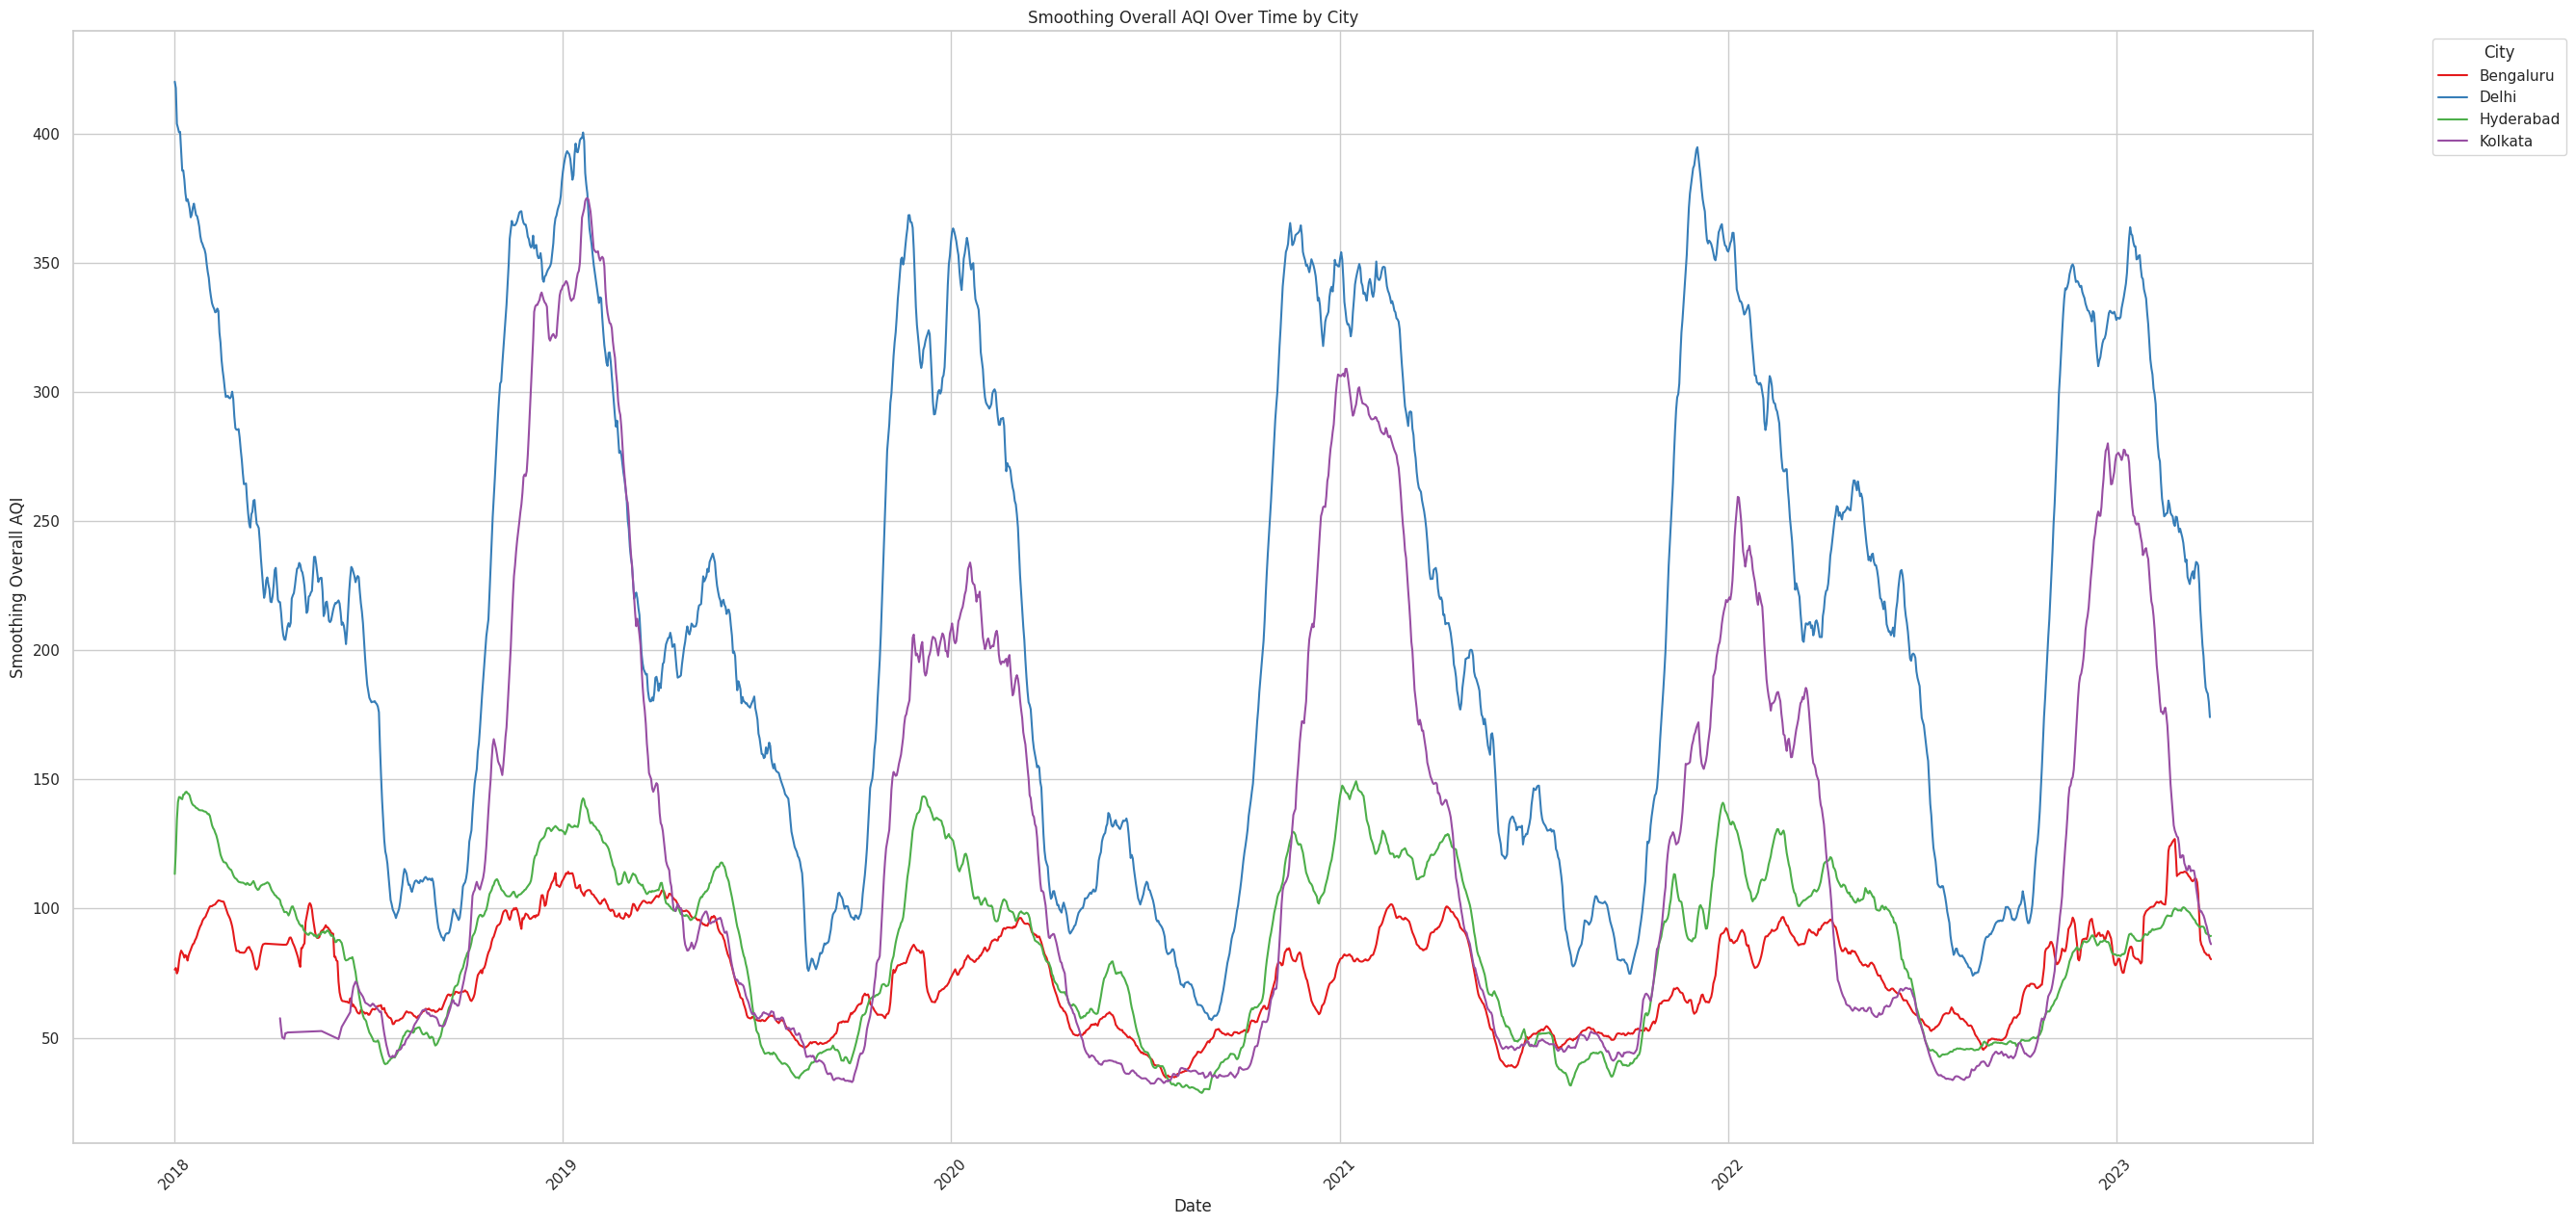 Smoothing Overall AQI Over Time by City
City
Bengaluru
Delhi
Hyderabad
Kolkata
Smoothing Overall AQI
400
350
300
250
200
150
100
50
2018
2019
2020
2021
2022
2023
Date